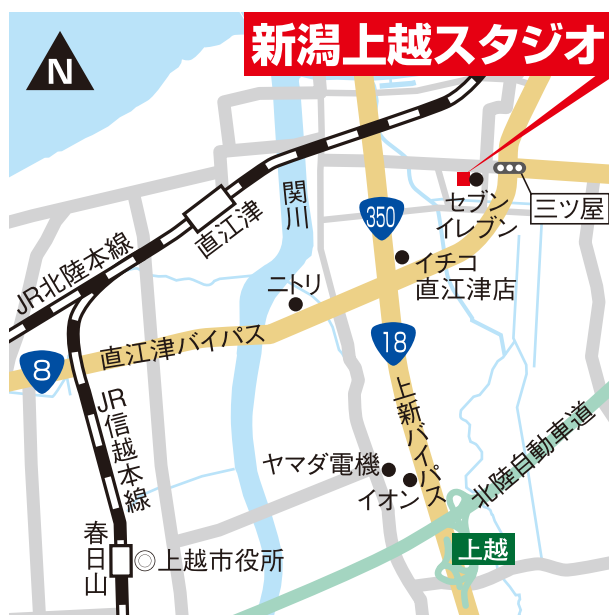 新潟上越スタジオ
N
関川
350
セブン
イレブン
三ツ屋
直江津
JR北陸本線
イチコ
直江津店
ニトリ
直江津バイパス
8
18
JR信越本線
上新バイパス
北陸自動車道
ヤマダ電機
イオン
上越
春日山
◎上越市役所